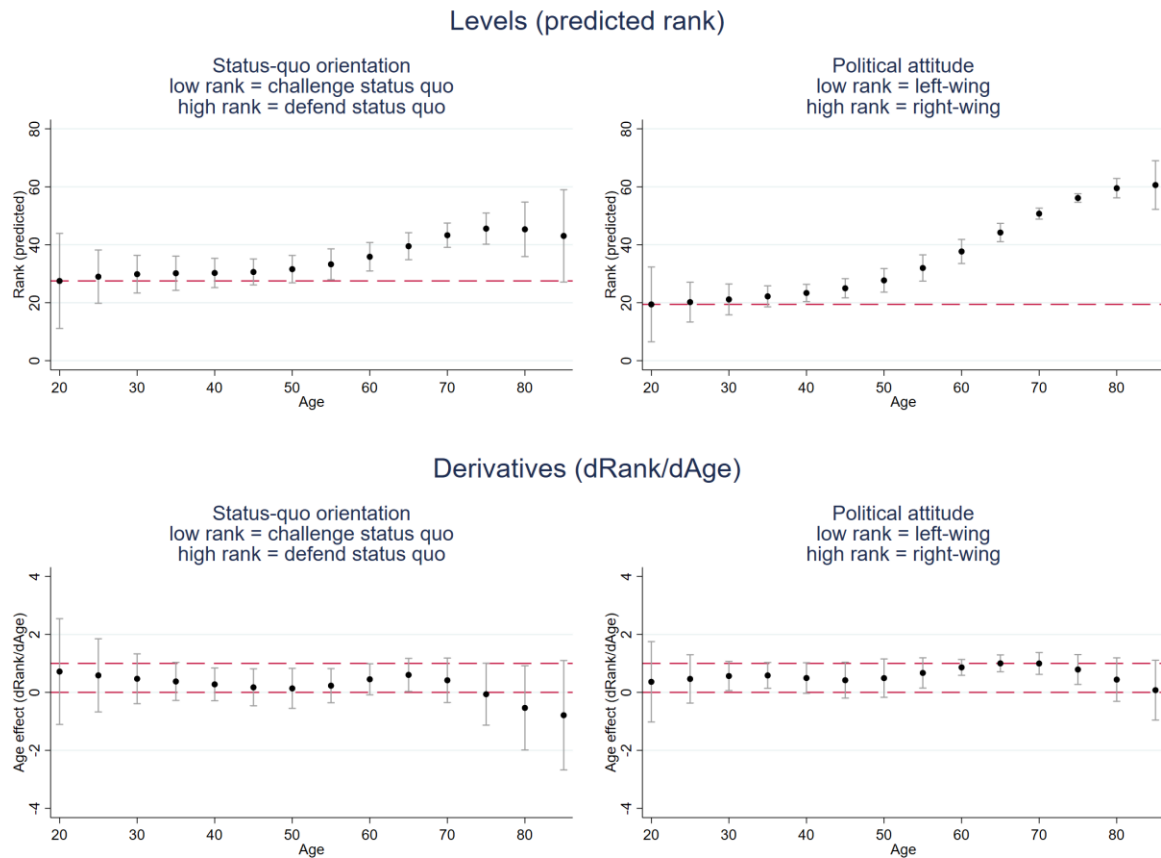 Levels (predicted rank)
Status-quo orientation
low rank = challenge status quo
high rank = defend status quo
Rank (predicted)
80
60
40
20
0
20 30 40 50 60 70 80
Age
Political attitude
low rank = left-wing
high rank = right-wing
Rank (predicted)
80
60
40
20
0
20 30 40 50 60 70 80
Age
Derivatives (dRank/dAge)
Status-quo orientation
low rank = challenge status quo
high rank = defend status quo
Age effect (dRank/dAge)
4
2
0
-2
-4
20 30 40 50 60 70 80
Age
Political attitude
low rank = left-wing
high rank = right-wing
Age effect (dRank/dAge)
4
2
0
-2
-4
20 30 40 50 60 70 80
Age